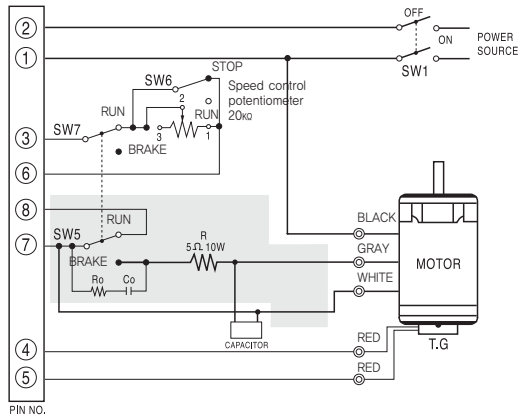 OFF
②
ON
POWER
SOURCE
①
SW1
STOP
SW6
Speed control
potentiometer
20KΩ
2
RUN
RUN
SW7
3
1
③
BRAKE
⑥
⑧
RUN
BLACK
SW5
⑦
R
5Ω 10W
GRAY
MOTOR
BRAKE
Ro
Co
WHITE
CAPACITOR
RED
④
T.G
RED
⑤
PIN NO.